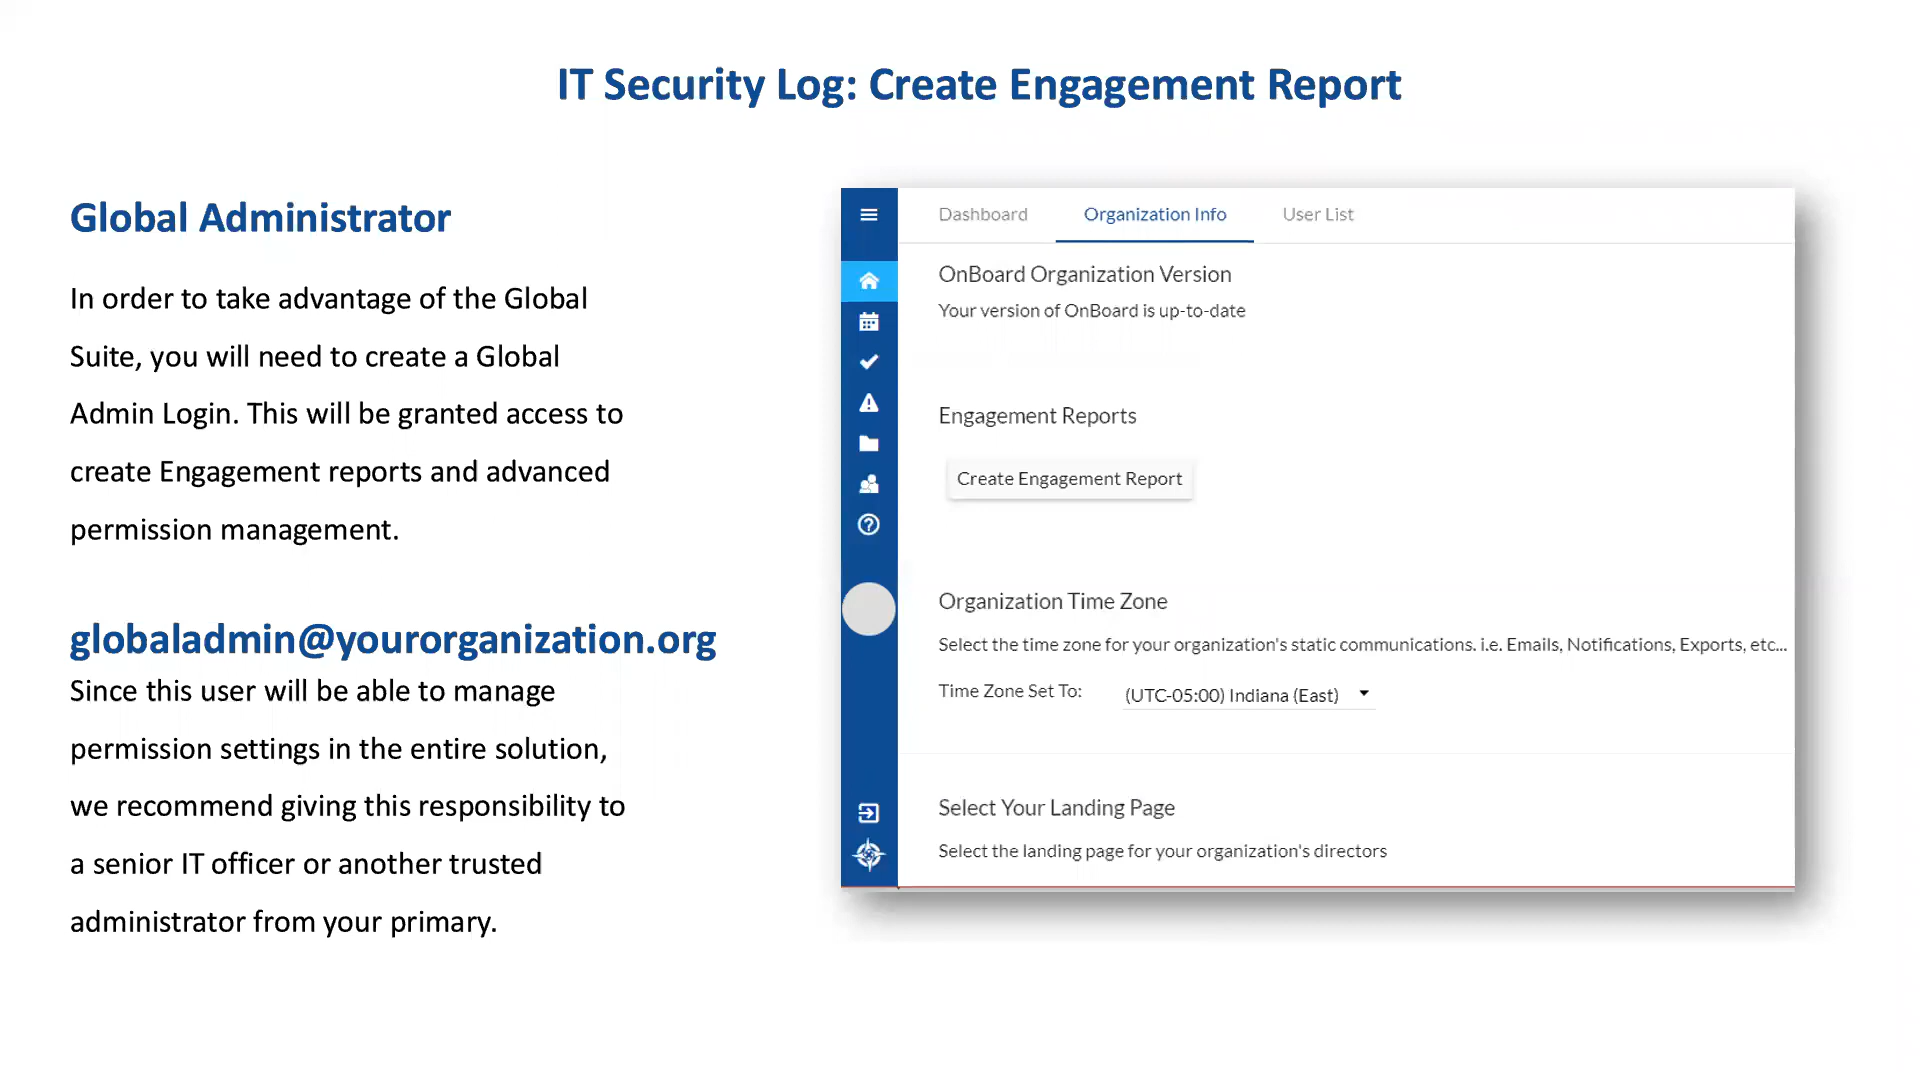 IT Security Log: Create Engagement Report
Global Administrator
In order to take advantage of the Global
Suite, you will need to create a Global
Admin Login. This will be granted access to
create Engagement reports and advanced
permission management.
globaladmin@yourorganization.org
Since this user will be able to manage
permission settings in the entire solution,
we recommend giving this responsibility to
a senior IT officer or another trusted
administrator from your primary.
Dashboard Organization Info User List
OnBoard Organization Version
Your version of OnBoard is up-to-date
Engagement Reports
Create Engagement Report
Organization Time Zone
Select the time zone for your organization's static communications. i.e. Emails, Notifications, Exports, etc...
Time Zone Set To: (UTC-05:00) Indiana (East)
Select Your Landing Page
Select the landing page for your organization's directors